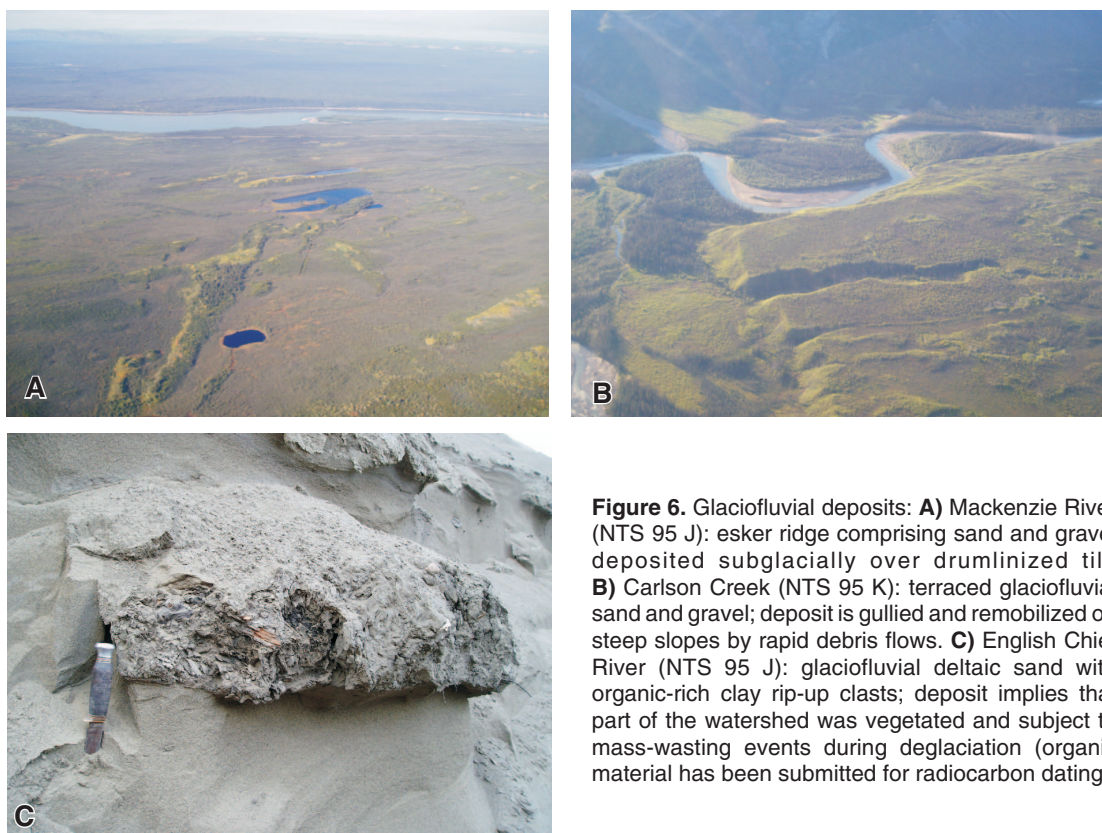 A
B
C
Figure 6. Glaciofluvial deposits: A) Mackenzie Rive
(NTS 95 J): esker ridge comprising sand and grave
deposited subglacially over drumlinized til
B) Carlson Creek (NTS 95 K): terraced glaciofluvia
sand and gravel; deposit is gullied and remobilized o
steep slopes by rapid debris flows. C) English Chie
River (NTS 95 J): glaciofluvial deltaic sand wit
organic-rich clay rip-up clasts; deposit implies tha
part of the watershed was vegetated and subject t
mass-wasting events during deglaciation (organi
material has been submitted for radiocarbon dating